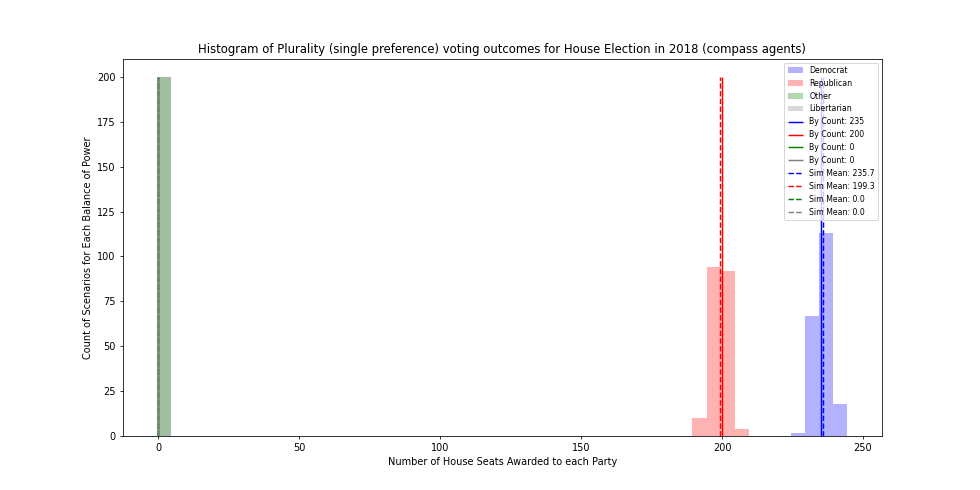 Histogram of Plurality (single preference) voting outcomes for House Election in 2018 (compass agents)
Count of Scenarios for Each Balance of Power
200
175
150
125
100
75
50
25
0
Democrat
Republican
Other
Libertarian
By Count: 235
By Count: 200
By Count: 0
By Count: 0
Sim Mean: 235.7
Sim Mean: 199.3
Sim Mean: 0.0
Sim Mean: 0.0
0 50 100 150 200 250
Number of House Seats Awarded to each Party